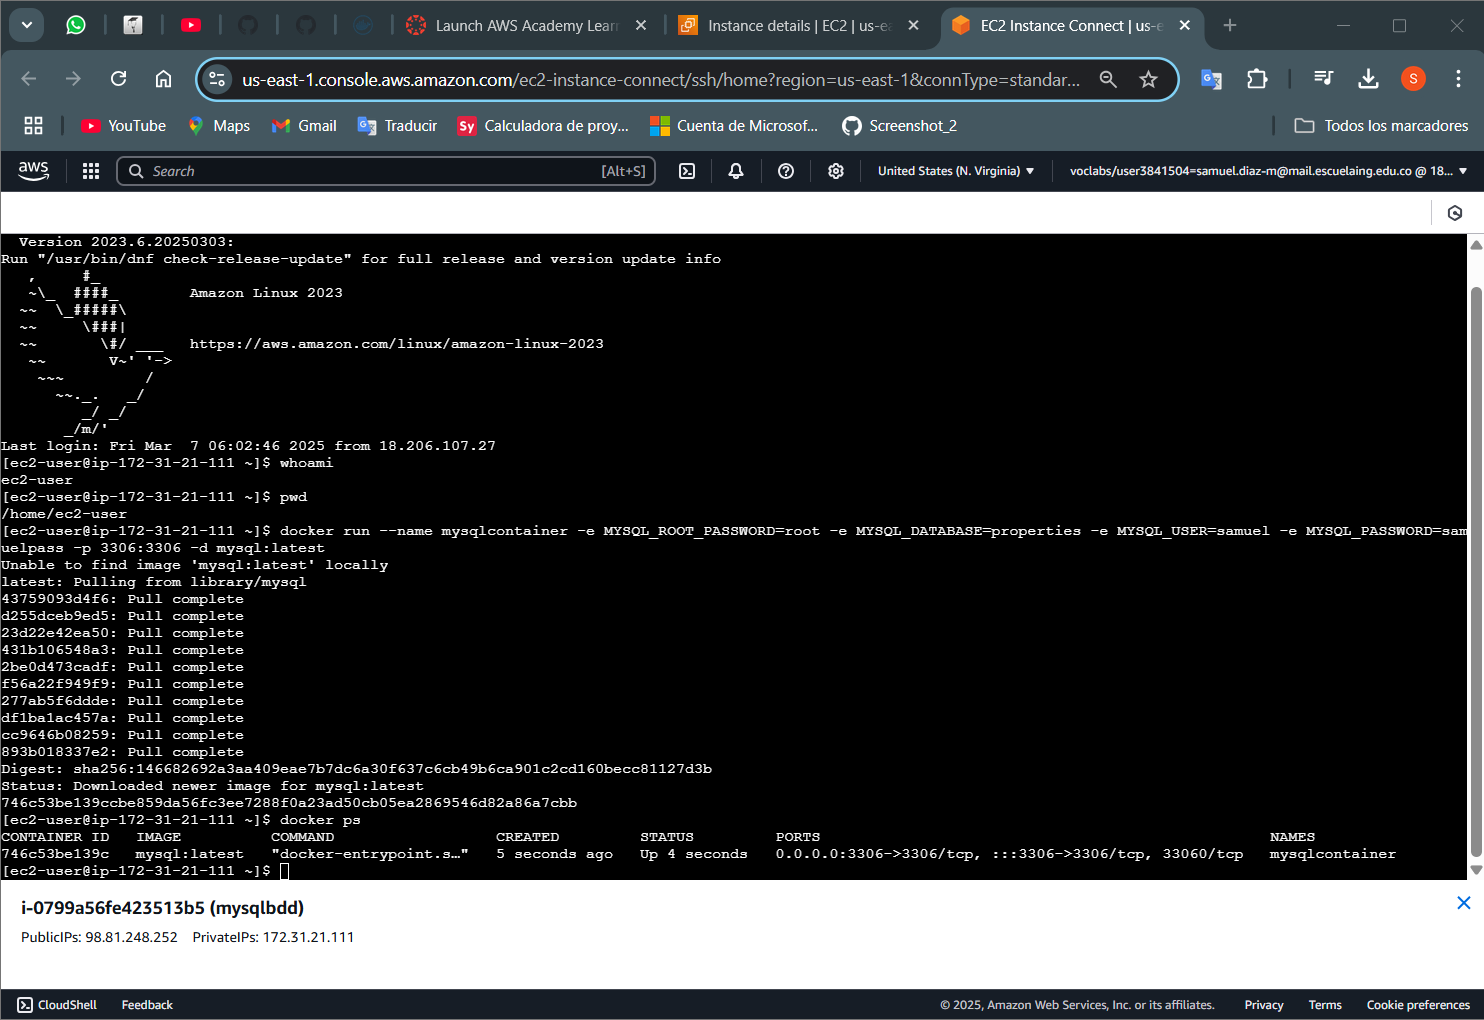 Launch AWS Academy Lear
Instance details | EC2 | us-ea
EC2 Instance Connect | us-e
us-east-1.console.aws.amazon.com/ec2-instance-connect/ssh/home?region=us-east-1&connType=standar...
S
YouTube
Maps
Gmail
Traducir
Sy
Calculadora de proy...
Cuenta de Microsof...
Screenshot_2
Todos los marcadores
aws
Search
[Alt+S]
United States (N. Virginia)
voclabs/user3841504=samuel.diaz-m@mail.escuelaing.edu.co @ 18...
Version 2023.6.20250303:
Run "/usr/bin/dnf check-release-update" for full release and version update info
   ,     #_
   ~\_  ####_        Amazon Linux 2023
  ~~  \_#####\
  ~~     \###|
  ~~       \#/ ___   https://aws.amazon.com/linux/amazon-linux-2023
   ~~       V~' '->
    ~~~         /
      ~~._.   _/
         _/ _/
       _/m/'
Last login: Fri Mar  7 06:02:46 2025 from 18.206.107.27
[ec2-user@ip-172-31-21-111 ~]$ whoami
ec2-user
[ec2-user@ip-172-31-21-111 ~]$ pwd
/home/ec2-user
[ec2-user@ip-172-31-21-111 ~]$ docker run --name mysqlcontainer -e MYSQL_ROOT_PASSWORD=root -e MYSQL_DATABASE=properties -e MYSQL_USER=samuel -e MYSQL_PASSWORD=sam
uelpass -p 3306:3306 -d mysql:latest
Unable to find image 'mysql:latest' locally
latest: Pulling from library/mysql
43759093d4f6: Pull complete
d255dceb9ed5: Pull complete
23d22e42ea50: Pull complete
431b106548a3: Pull complete
2be0d473cadf: Pull complete
f56a22f949f9: Pull complete
277ab5f6ddde: Pull complete
df1ba1ac457a: Pull complete
cc9646b08259: Pull complete
893b018337e2: Pull complete
Digest: sha256:146682692a3aa409eae7b7dc6a30f637c6cb49b6ca901c2cd160becc81127d3b
Status: Downloaded newer image for mysql:latest
746c53be139ccbe859da56fc3ee7288f0a23ad50cb05ea2869546d82a86a7cbb
[ec2-user@ip-172-31-21-111 ~]$ docker ps
CONTAINER ID   IMAGE          COMMAND                  CREATED         STATUS         PORTS                                                  NAMES
746c53be139c   mysql:latest   "docker-entrypoint.s…"   5 seconds ago   Up 4 seconds   0.0.0.0:3306->3306/tcp, :::3306->3306/tcp, 33060/tcp   mysqlcontainer
[ec2-user@ip-172-31-21-111 ~]$
i-0799a56fe423513b5 (mysqlbdd)
PublicIPs: 98.81.248.252    PrivateIPs: 172.31.21.111
CloudShell
Feedback
© 2025, Amazon Web Services, Inc. or its affiliates.
Privacy
Terms
Cookie preferences